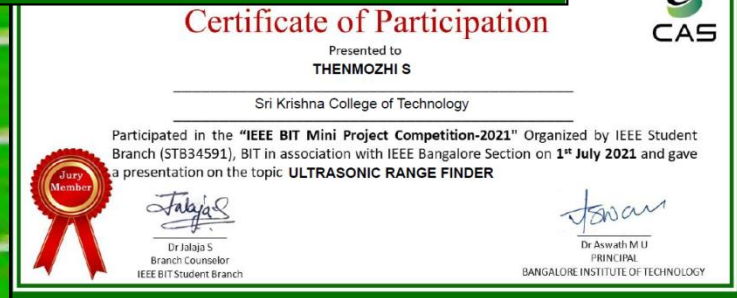 Certificate of Participation
CAS
Presented to
THENMOZHI S
Sri Krishna College of Technology
Participated in the "IEEE BIT Mini Project Competition-2021" Organized by IEEE Student
Branch (STB34591), BIT in association with IEEE Bangalore Section on 1st July 2021 and gave
a presentation on the topic ULTRASONIC RANGE FINDER
Jury
Member
Jalaja S
Dr Jalaja S
Branch Counselor
IEEE BIT Student Branch
Aswath
Dr Aswath M U
PRINCIPAL
BANGALORE INSTITUTE OF TECHNOLOGY